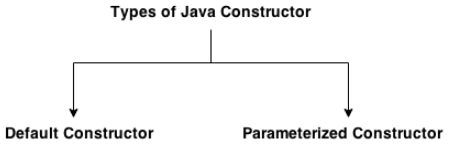 Types of Java Constructor
Default Constructor
Parameterized Constructor